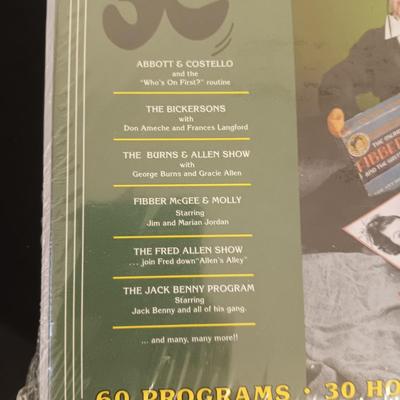 ABBOTT & COSTELLO
and the
"Who's On First?" routine
THE BICKERSONS
with
Don Ameche and Frances Langford
THE BURNS & ALLEN SHOW
with
George Burns and Gracie Allen
FIBBER McGEE & MOLLY
Starring
Jim and Marian Jordan
THE FRED ALLEN SHOW
. . . join Fred down "Allen's Alley"
THE JACK BENNY PROGRAM
Starring
Jack Benny and all of his gang.
... and many, many more!!
60 PROGRAMS • 30 HO
FIBBER